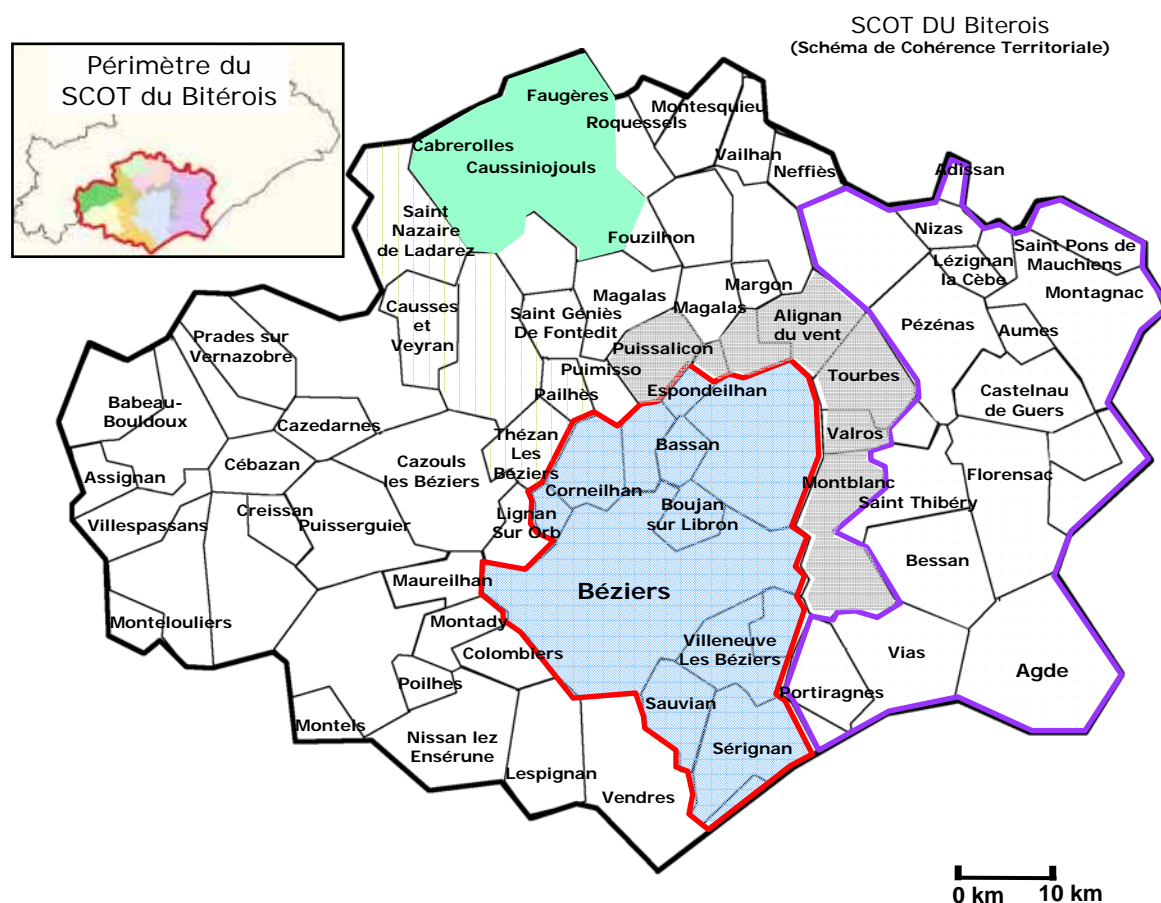 SCOT DU Biterois
(Schéma de Cohérence Territoriale)
Périmètre du
SCOT du Bitérois
Faugères
Roquessels
Montesquieu
Cabrerolles
Caussiniojouls
Vailhan
Neffiès
Adissan
Saint
Nazaire
de Ladarez
Fouzilhon
Nizas
Saint Pons de
Mauchiens
Lézignan
la Cèbe
Margon
Magalas
Magalas
Montagnac
Causses
et
Veyran
Saint Géniès
De Fontedit
Alignan
du vent
Pézénas
Aumes
Prades sur
Vernazobre
Puissalicon
Puimisso
Tourbes
Espondeilhan
Pailhès
Castelnau
de Guers
Babeau-
Bouldoux
Cazedarnes
Thézan
Les
Béziers
Bassan
Valros
Assignan
Cébazan
Cazouls
les Béziers
Corneilhan
Montblanc
Florensac
Villespassans
Creissan
Puisserguier
Lignan
Sur Orb
Boujan
sur Libron
Saint Thibéry
Bessan
Maureilhan
Béziers
Montelouliers
Montady
Colombiers
Villeneuve
Les Béziers
Vias
Agde
Poilhes
Sauvian
Portiragnes
Montels
Nissan lez
Ensérune
Sérignan
Lespignan
Vendres
0 km 10 km